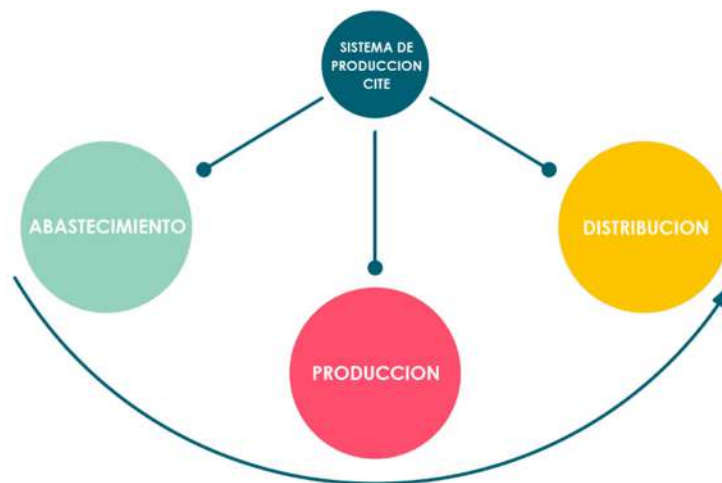 SISTEMA DE
PRODUCCION
CITE
ABASTECIMIENTO
DISTRIBUCION
PRODUCCION